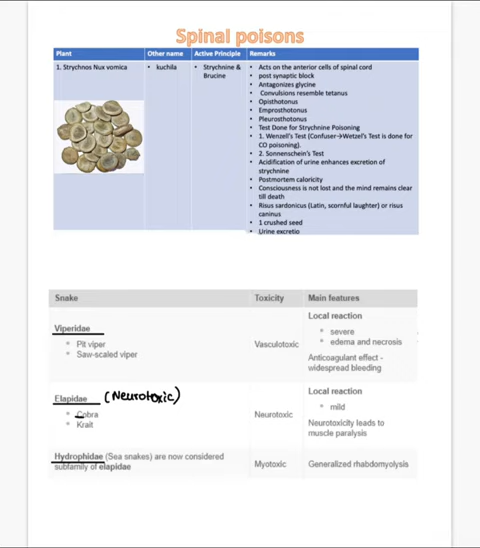 Spinal poisons
Plant Other name Active Principle Remarks
1. Strychnos Nux vomica • kuchila • Strychnine & Brucine
• Acts on the anterior cells of spinal cord
• post synaptic block
• Antagonizes glycine
• Convulsions resemble tetanus
• Opisthotonus
• Emprosthotonus
• Pleurosthotonus
• Test Done for Strychnine Poisoning
• 1. Wenzell's Test (Confuser→Wetzel's Test is done for
CO poisoning).
• 2. Sonnenschein's Test
• Acidification of urine enhances excretion of
strychnine
• Postmortem caloricity
• Consciousness is not lost and the mind remains clear
till death
• Risus sardonicus (Latin, scornful laughter) or risus
caninus
• 1 crushed seed
• Urine excretio
Snake Toxicity Main features
Viperidae
• Pit viper
• Saw-scaled viper
Vasculotoxic
Local reaction
• severe
• edema and necrosis
Anticoagulant effect -
widespread bleeding
Elapidae (Neurotoxic)
• Cobra
• Krait
Neurotoxic
Local reaction
• mild
Neurotoxicity leads to
muscle paralysis
Hydrophidae (Sea snakes) are now considered
subfamily of elapidae
Myotoxic
Generalized rhabdomyolysis